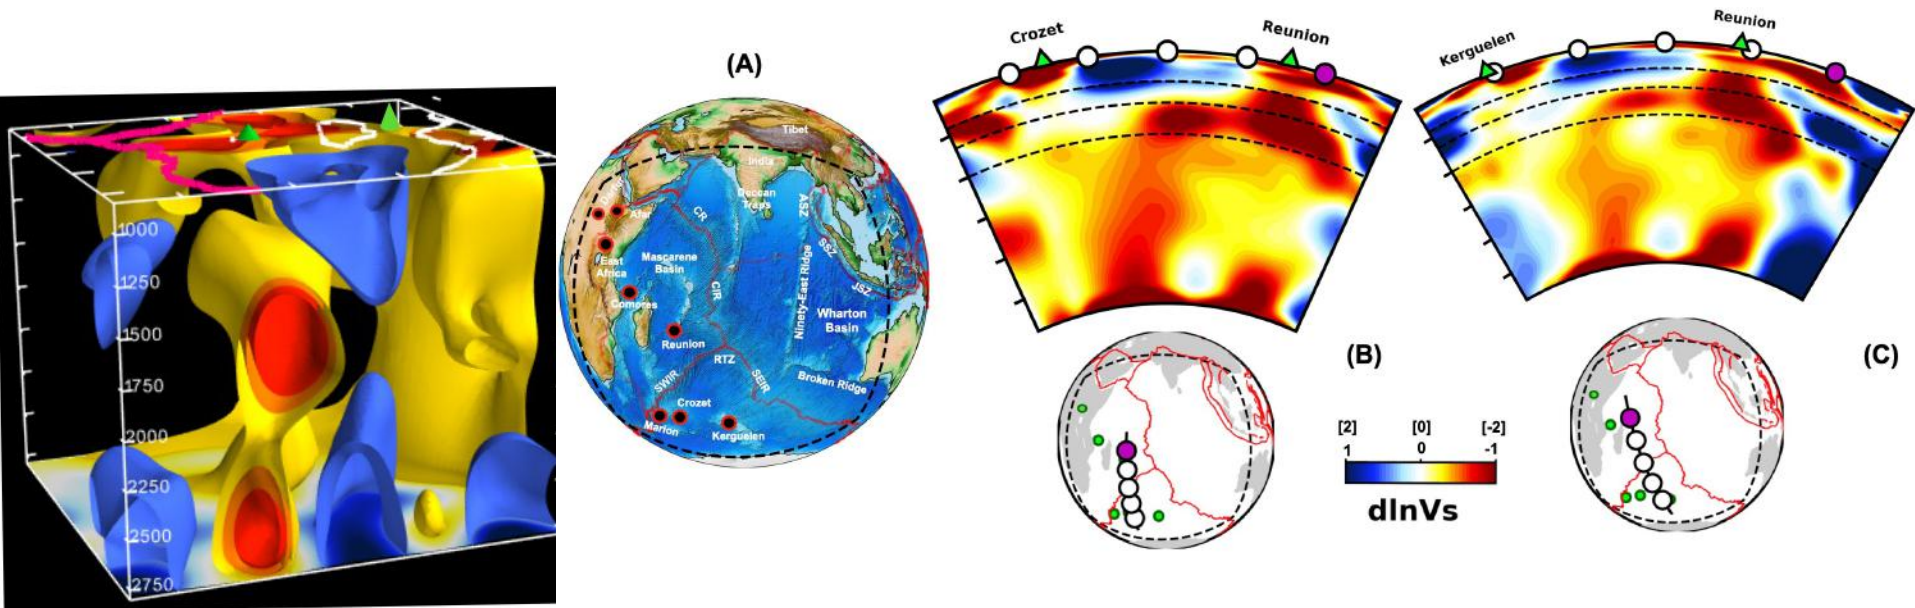 1000
1250
1500
1750
2000
2250
2500
2750
(A)
Tibet
India
Deccan
Traps
Afar
CR
ASZ
SSZ
JSZ
East
Africa
Mascarene
Basin
CIR
Ninety-East Ridge
Comores
Wharton
Basin
Reunion
RTZ
SWIR
SEIR
Broken Ridge
Crozet
Marion
Kerguelen
Crozet
Reunion
(B)
[2] [0] [-2]
1 0 -1
dlnVs
Kerguelen
Reunion
(C)